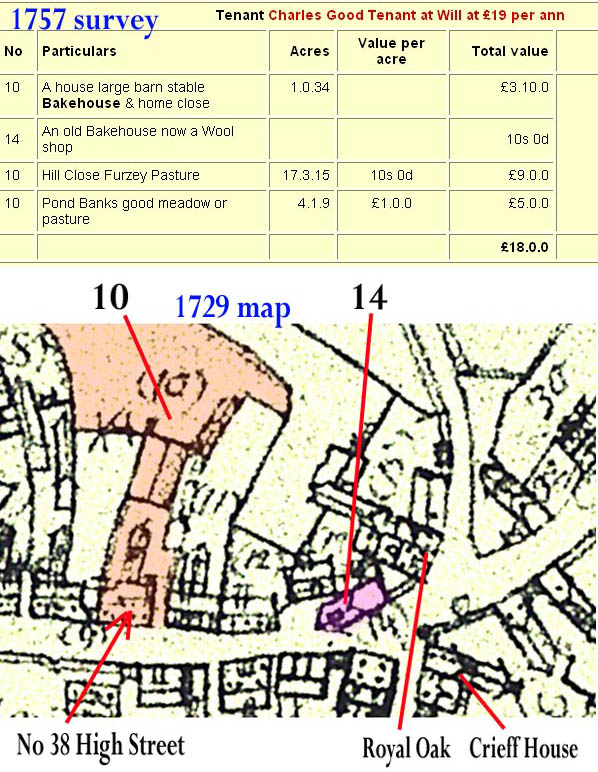 1757 survey
Tenant Charles Good Tenant at Will at £19 per ann
No Particulars Acres Value per acre Total value
10 A house large barn stable Bakehouse & home close 1.0.34 £3.10.0
14 An old Bakehouse now a Wool shop 10s 0d
10 Hill Close Furzey Pasture 17.3.15 10s 0d £9.0.0
10 Pond Banks good meadow or pasture 4.1.9 £1.0.0 £5.0.0
£18.0.0
10 1729 map 14
(10)
No 38 High Street
Royal Oak Crieff House